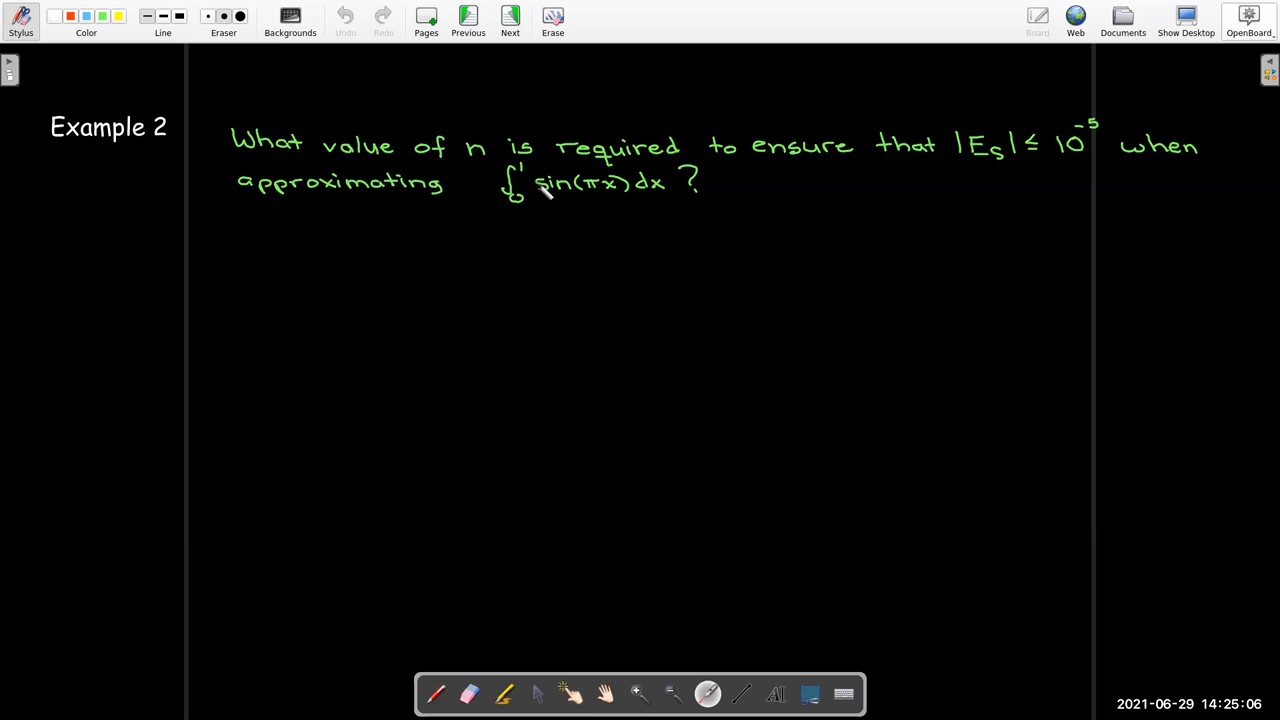 Stylus Color Line Eraser Backgrounds Undo Redo Pages Previous Next Erase Board Web Documents Show Desktop OpenBoard
Example 2
What value of n is required to ensure that |E_S| ≤ 10^-5 when
approximating ∫_0^1 sin(πx) dx ?
AI
2021-06-29 14:25:06